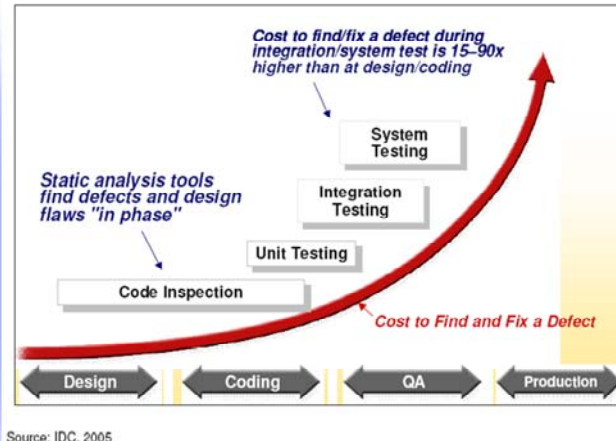 Cost to find/fix a defect during
integration/system test is 15–90x
higher than at design/coding
System
Testing
Static analysis tools
find defects and design
flaws "in phase"
Integration
Testing
Unit Testing
Code Inspection
Cost to Find and Fix a Defect
Design
Coding
QA
Production
Source: IDC, 2005